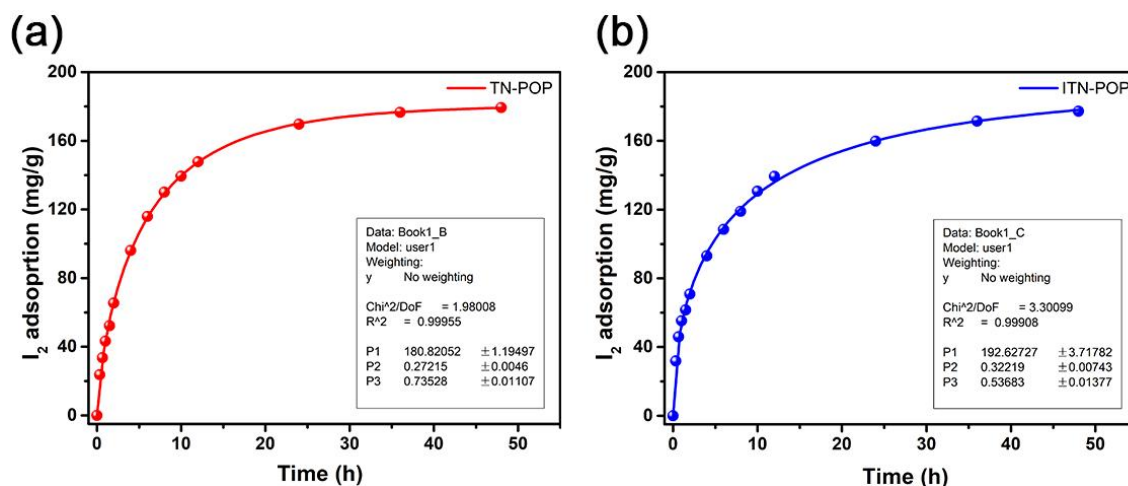 (a)
(b)
200
160
120
80
40
0
I₂ adsoprtion (mg/g)
TN-POP
Data: Book1_B
Model: user1
Weighting:
y No weighting
Chi^2/DoF = 1.98008
R^2 = 0.99955
P1 180.82052 ±1.19497
P2 0.27215 ±0.0046
P3 0.73528 ±0.01107
0 10 20 30 40 50
Time (h)
200
160
120
80
40
0
I₂ adsorption (mg/g)
ITN-POP
Data: Book1_C
Model: user1
Weighting:
y No weighting
Chi^2/DoF = 3.30099
R^2 = 0.99908
P1 192.62727 ±3.71782
P2 0.32219 ±0.00743
P3 0.53683 ±0.01377
0 10 20 30 40 50
Time (h)